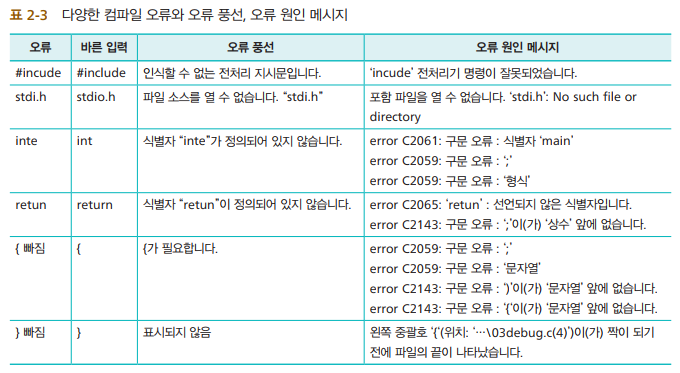 표 2-3 다양한 컴파일 오류와 오류 풍선, 오류 원인 메시지
오류 바른 입력 오류 풍선 오류 원인 메시지
#incude #include 인식할 수 없는 전처리 지시문입니다. ‘incude’ 전처리기 명령이 잘못되었습니다.
stdi.h stdio.h 파일 소스를 열 수 없습니다. “stdi.h” 포함 파일을 열 수 없습니다. ‘stdi.h’: No such file or
directory
inte int 식별자 “inte”가 정의되어 있지 않습니다. error C2061: 구문 오류 : 식별자 ‘main’
error C2059: 구문 오류 : ‘;’
error C2059: 구문 오류 : ‘형식’
retun return 식별자 “retun”이 정의되어 있지 않습니다. error C2065: ‘retun’ : 선언되지 않은 식별자입니다.
error C2143: 구문 오류 : ‘;’이(가) ‘상수’ 앞에 없습니다.
{ 빠짐 { {가 필요합니다. error C2059: 구문 오류 : ‘;’
error C2059: 구문 오류 : ‘문자열’
error C2143: 구문 오류 : ‘)’이(가) ‘문자열’ 앞에 없습니다.
error C2143: 구문 오류 : ‘{‘이(가) ‘문자열’ 앞에 없습니다.
} 빠짐 } 표시되지 않음 왼쪽 중괄호 ‘{‘(위치: ‘…\03debug.c(4)’)이(가) 짝이 되기
전에 파일의 끝이 나타났습니다.